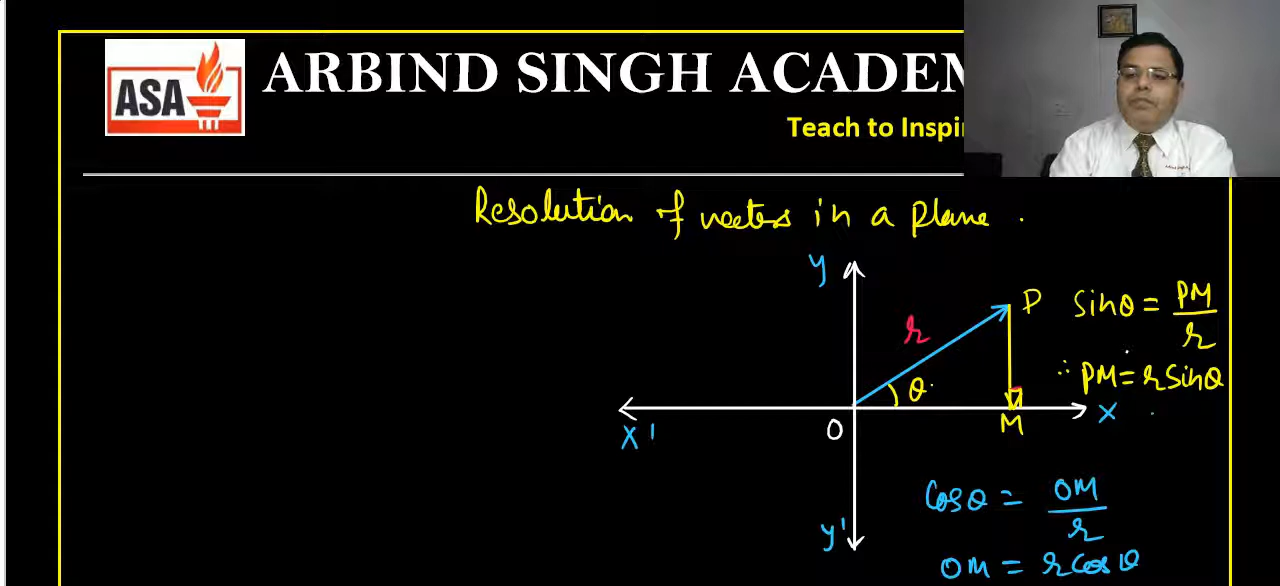 ASA
ARBIND SINGH ACADEM
Teach to Inspi
Resolution of vectors in a plane .
Y
P
r
θ
sinθ = PM/r
∴ PM = r sinθ
X'
O
M
X
cosθ = OM/r
Y'
OM = r cosθ